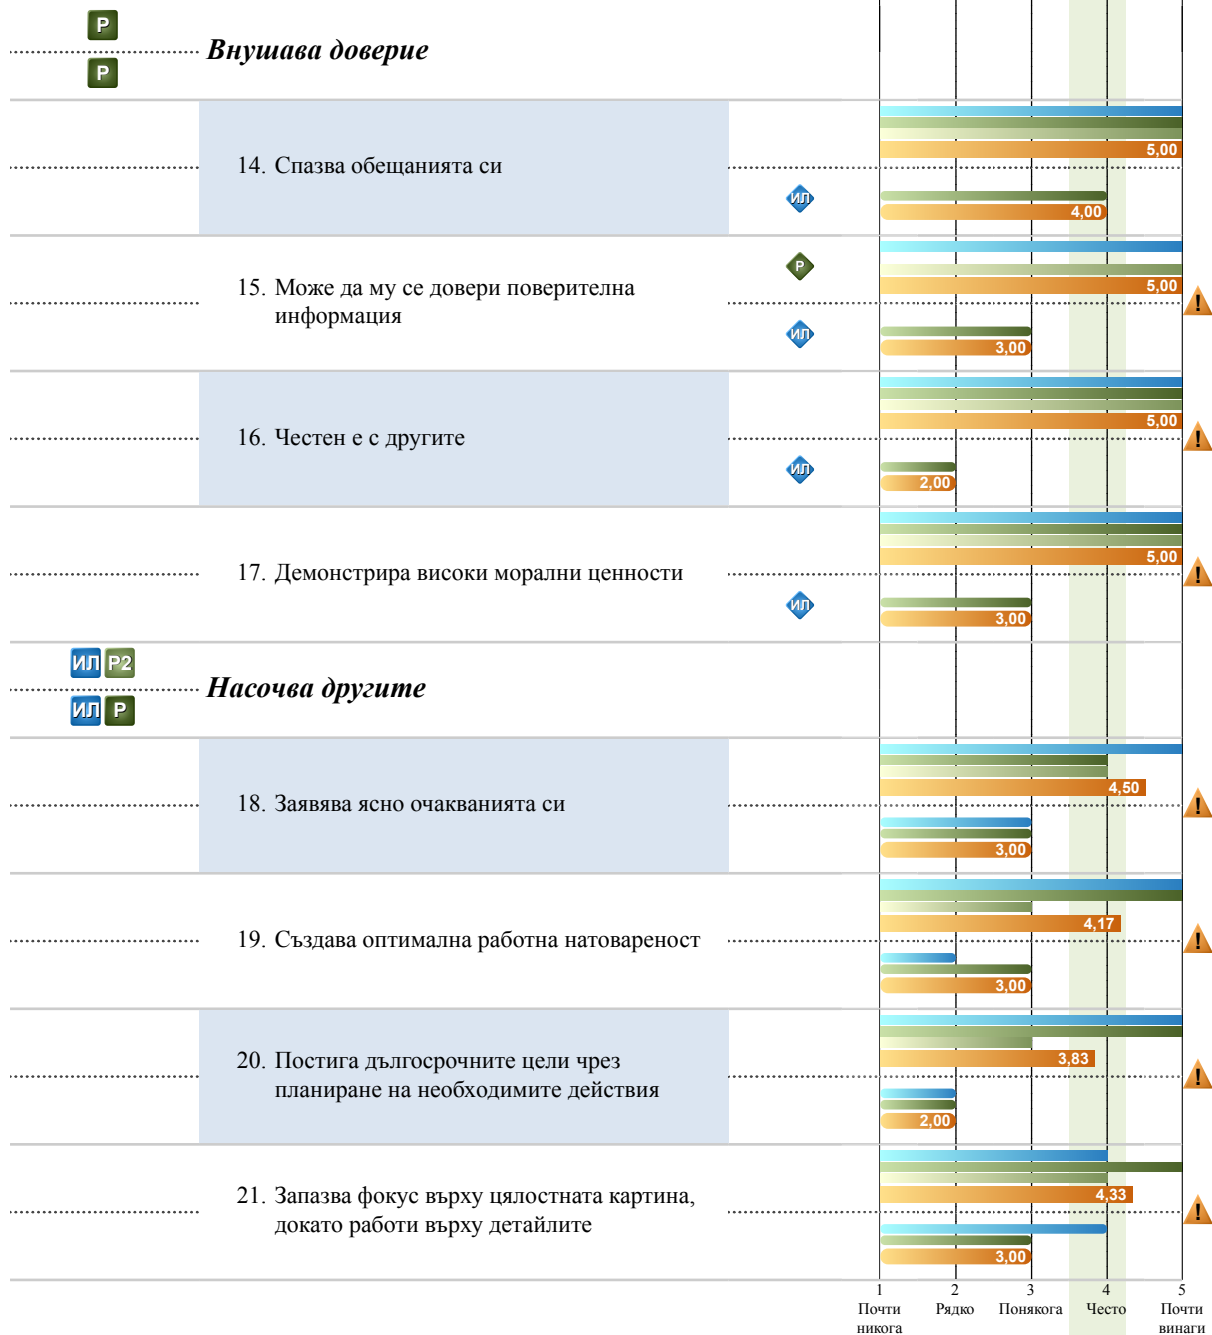 P
Внушава доверие
P
14. Спазва обещанията си
5,00
ИЛ
4,00
15. Може да му се довери поверителна
информация
P
5,00
!
ИЛ
3,00
16. Честен е с другите
5,00
!
ИЛ
2,00
17. Демонстрира високи морални ценности
5,00
!
ИЛ
3,00
ИЛ P2
Насочва другите
ИЛ P
18. Заявява ясно очакванията си
4,50
!
3,00
19. Създава оптимална работна натовареност
4,17
!
3,00
20. Постига дългосрочните цели чрез
планиране на необходимите действия
3,83
!
2,00
21. Запазва фокус върху цялостната картина,
докато работи върху детайлите
4,33
!
3,00
1 2 3 4 5
Почти Рядко Понякога Често Почти
никога винаги